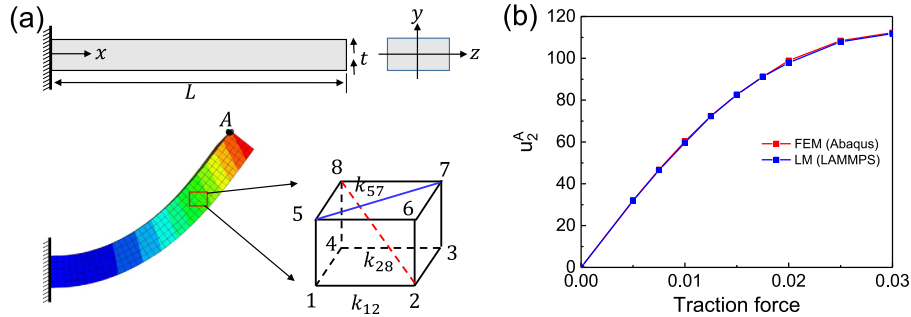 (a)
x
t
L
y
z
A
8
7
k₅₇
5
6
4
3
k₂₈
1
2
k₁₂
(b)
120
100
80
60
40
20
0
u₂ᴬ
FEM (Abaqus)
LM (LAMMPS)
0.00
0.01
0.02
0.03
Traction force